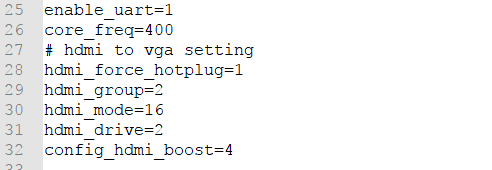 25 enable_uart=1
26 core_freq=400
27 # hdmi to vga setting
28 hdmi_force_hotplug=1
29 hdmi_group=2
30 hdmi_mode=16
31 hdmi_drive=2
32 config_hdmi_boost=4
33